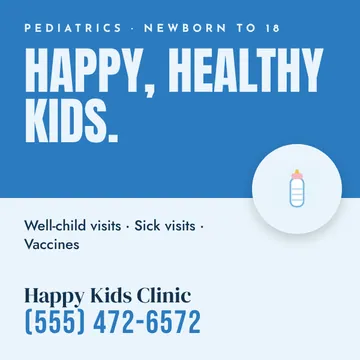 PEDIATRICS · NEWBORN TO 18
HAPPY, HEALTHY
KIDS.
Well-child visits · Sick visits ·
Vaccines
Happy Kids Clinic
(555) 472-6572